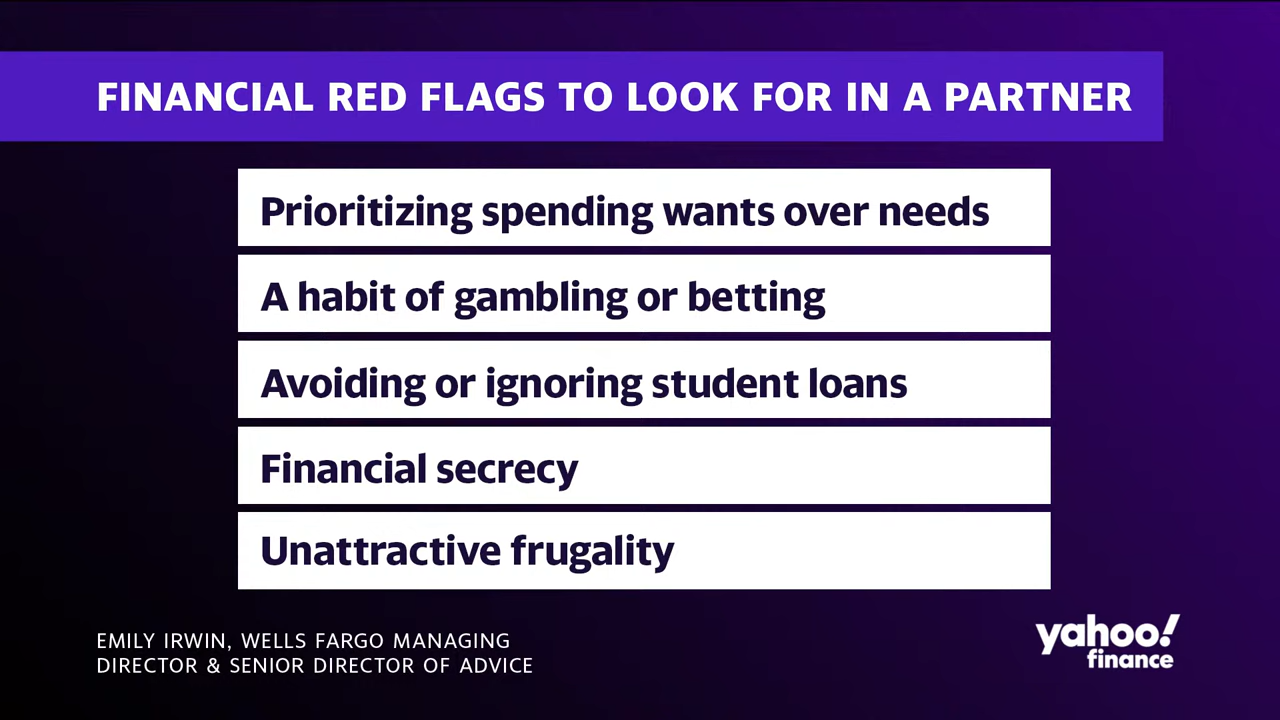 FINANCIAL RED FLAGS TO LOOK FOR IN A PARTNER
Prioritizing spending wants over needs
A habit of gambling or betting
Avoiding or ignoring student loans
Financial secrecy
Unattractive frugality
EMILY IRWIN, WELLS FARGO MANAGING
DIRECTOR & SENIOR DIRECTOR OF ADVICE
yahoo!
finance